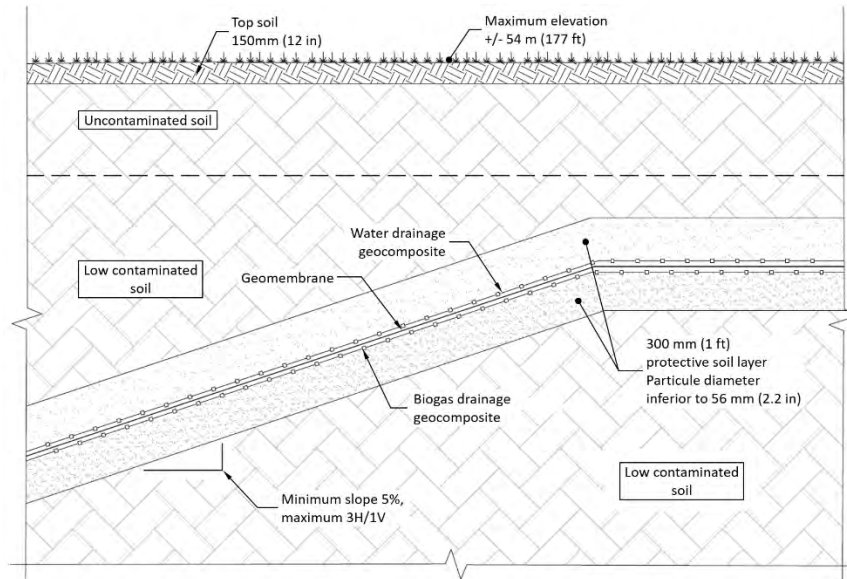 Top soil
150mm (12 in)
Maximum elevation
+/- 54 m (177 ft)
Uncontaminated soil
Water drainage
geocomposite
Geomembrane
Low contaminated
soil
300 mm (1 ft)
protective soil layer
Particule diameter
inferior to 56 mm (2.2 in)
Biogas drainage
geocomposite
Low contaminated
soil
Minimum slope 5%,
maximum 3H/1V